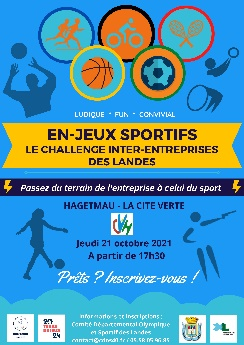 LUDIQUE * FUN * CONVIVIAL
EN-JEUX SPORTIFS
LE CHALLENGE INTER-ENTREPRISES
DES LANDES
Passez du terrain de l'entreprise à celui du sport
HAGETMAU - LA CITE VERTE
Jeudi 21 octobre 2021
A partir de 17h30
Prêts ? Inscrivez-vous !
Informations et inscriptions :
Comité Départemental Olympique
et Sportif des Landes